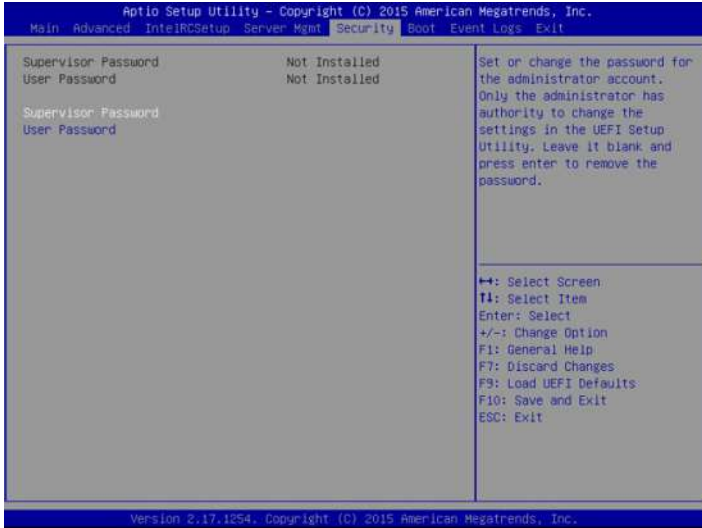 Aptio Setup Utility – Copyright (C) 2015 American Megatrends, Inc.
Main Advanced IntelRCSetup Server Mgmt Security Boot Event Logs Exit
Supervisor Password Not Installed
User Password Not Installed
Supervisor Password
User Password
Set or change the password for
the administrator account.
Only the administrator has
authority to change the
settings in the UEFI Setup
Utility. Leave it blank and
press enter to remove the
password.
↔: Select Screen
↑↓: Select Item
Enter: Select
+/-: Change Option
F1: General Help
F7: Discard Changes
F9: Load UEFI Defaults
F10: Save and Exit
ESC: Exit
Version 2.17.1254. Copyright (C) 2015 American Megatrends, Inc.